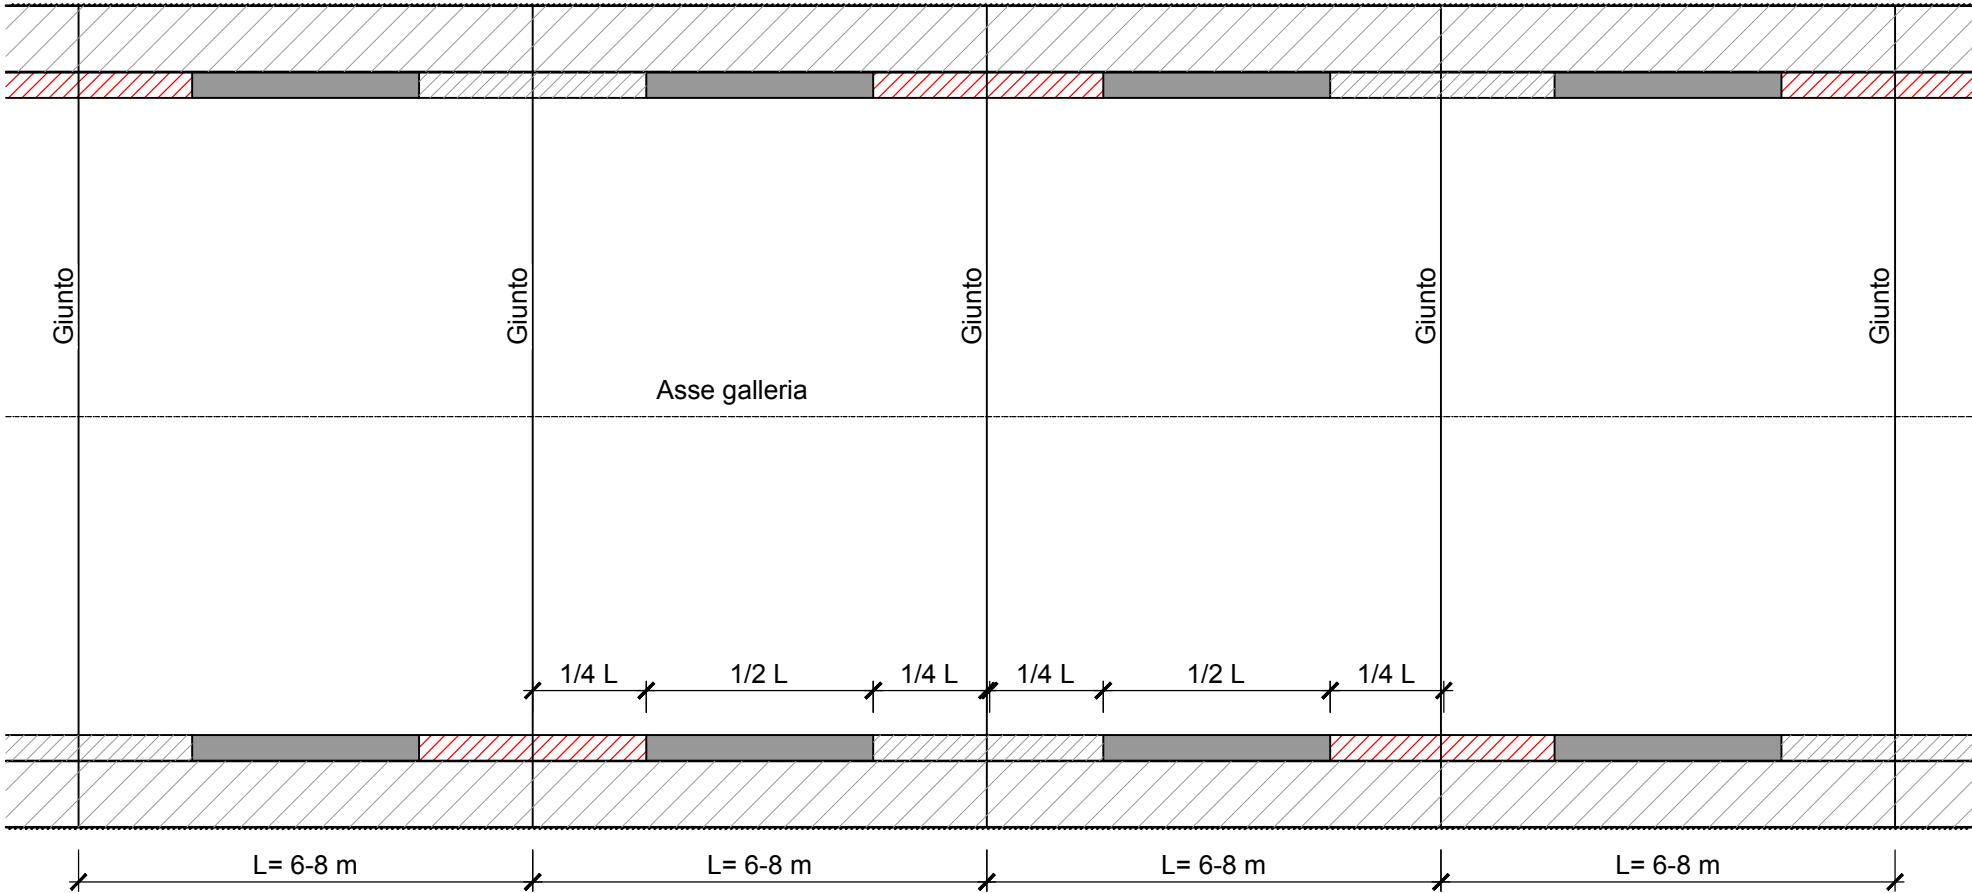 Giunto
Giunto
Giunto
Giunto
Giunto
Asse galleria
1/4 L
1/2 L
1/4 L
1/4 L
1/2 L
1/4 L
L= 6-8 m
L= 6-8 m
L= 6-8 m
L= 6-8 m